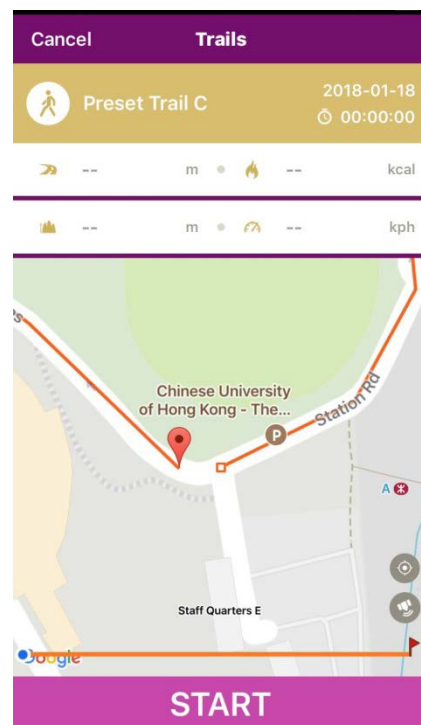 Cancel Trails
Preset Trail C
2018-01-18
00:00:00
-- m -- kcal
-- m -- kph
Chinese University
of Hong Kong - The...
P
Station Rd
A
Staff Quarters E
Google
START